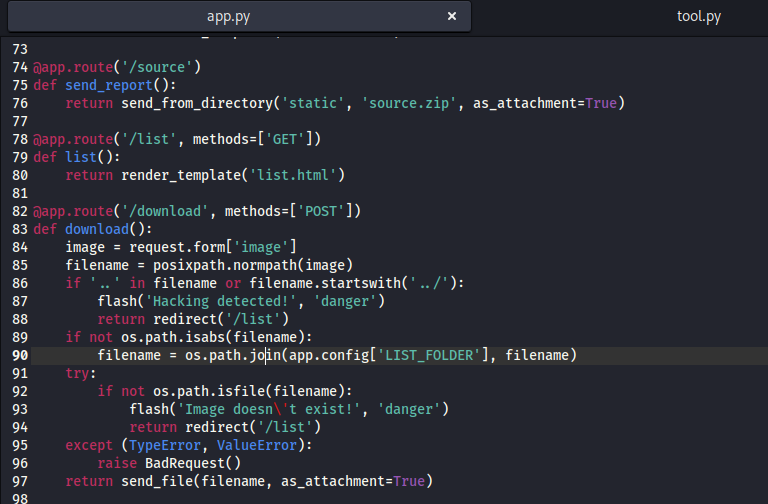 app.py × tool.py
73
74 @app.route('/source')
75 def send_report():
76     return send_from_directory('static', 'source.zip', as_attachment=True)
77
78 @app.route('/list', methods=['GET'])
79 def list():
80     return render_template('list.html')
81
82 @app.route('/download', methods=['POST'])
83 def download():
84     image = request.form['image']
85     filename = posixpath.normpath(image)
86     if '..' in filename or filename.startswith('../'):
87         flash('Hacking detected!', 'danger')
88         return redirect('/list')
89     if not os.path.isabs(filename):
90         filename = os.path.join(app.config['LIST_FOLDER'], filename)
91     try:
92         if not os.path.isfile(filename):
93             flash('Image doesn\'t exist!', 'danger')
94             return redirect('/list')
95     except (TypeError, ValueError):
96         raise BadRequest()
97     return send_file(filename, as_attachment=True)
98